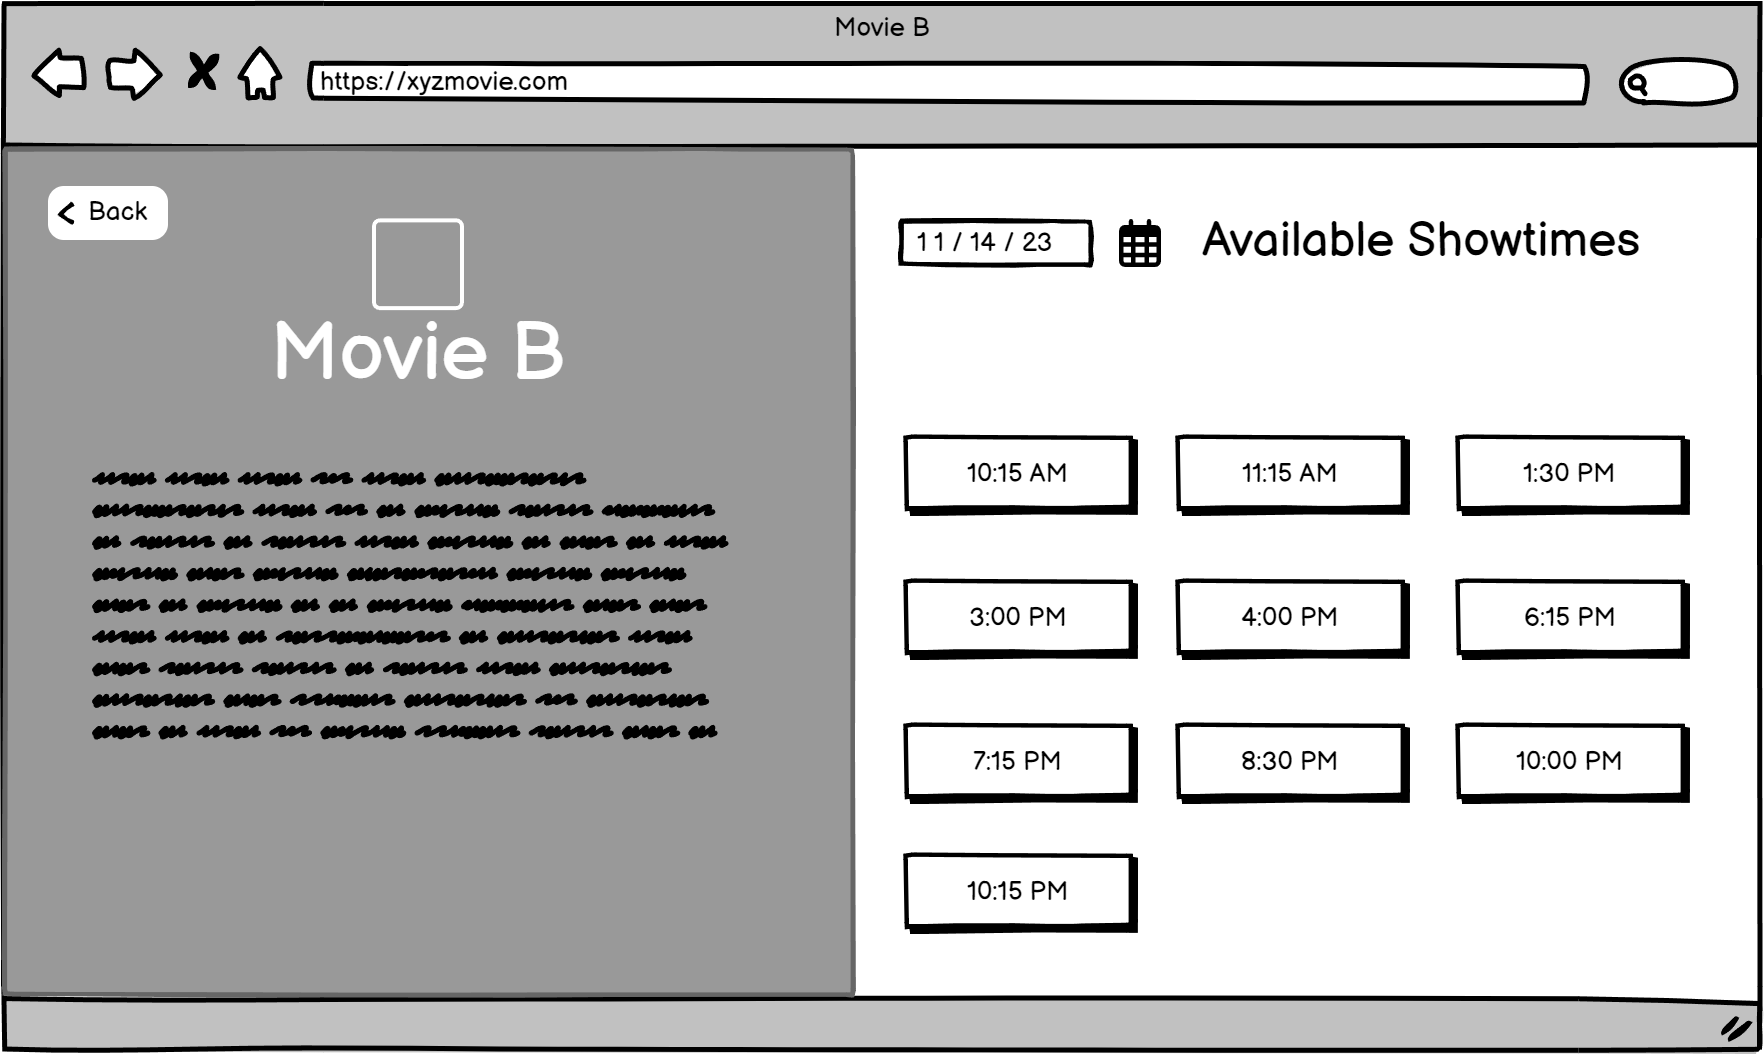 Movie B
https://xyzmovie.com
Back
Movie B
11 / 14 / 23
Available Showtimes
10:15 AM
11:15 AM
1:30 PM
3:00 PM
4:00 PM
6:15 PM
7:15 PM
8:30 PM
10:00 PM
10:15 PM